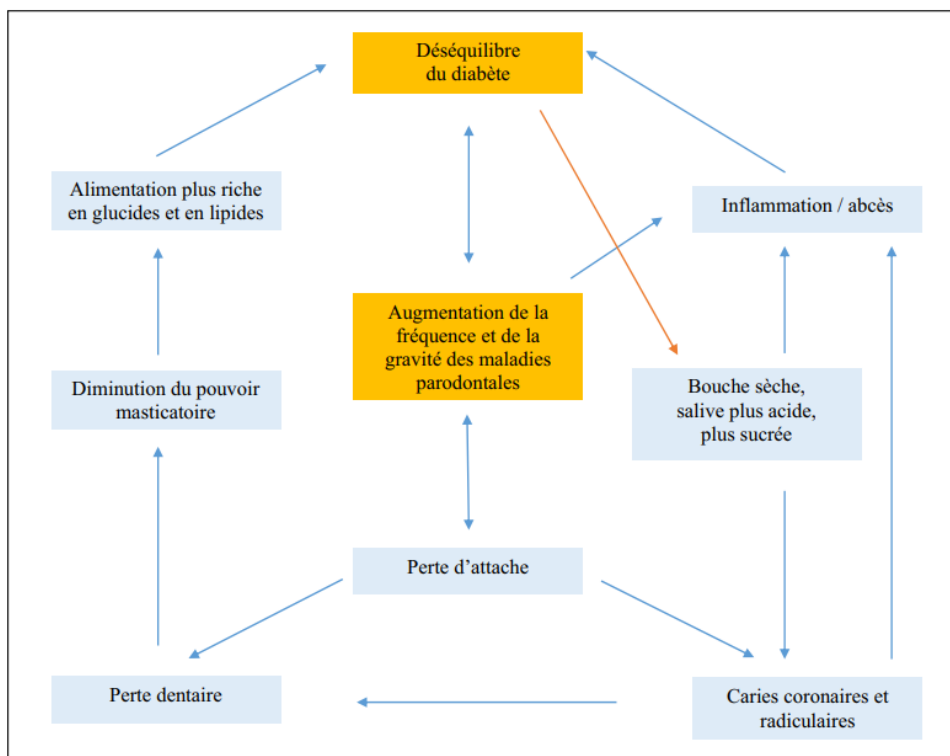 Déséquilibre
du diabète
Alimentation plus riche
en glucides et en lipides
Inflammation / abcès
Augmentation de la
fréquence et de la
gravité des maladies
parodontales
Diminution du pouvoir
masticatoire
Bouche sèche,
salive plus acide,
plus sucrée
Perte d’attache
Perte dentaire
Caries coronaires et
radiculaires